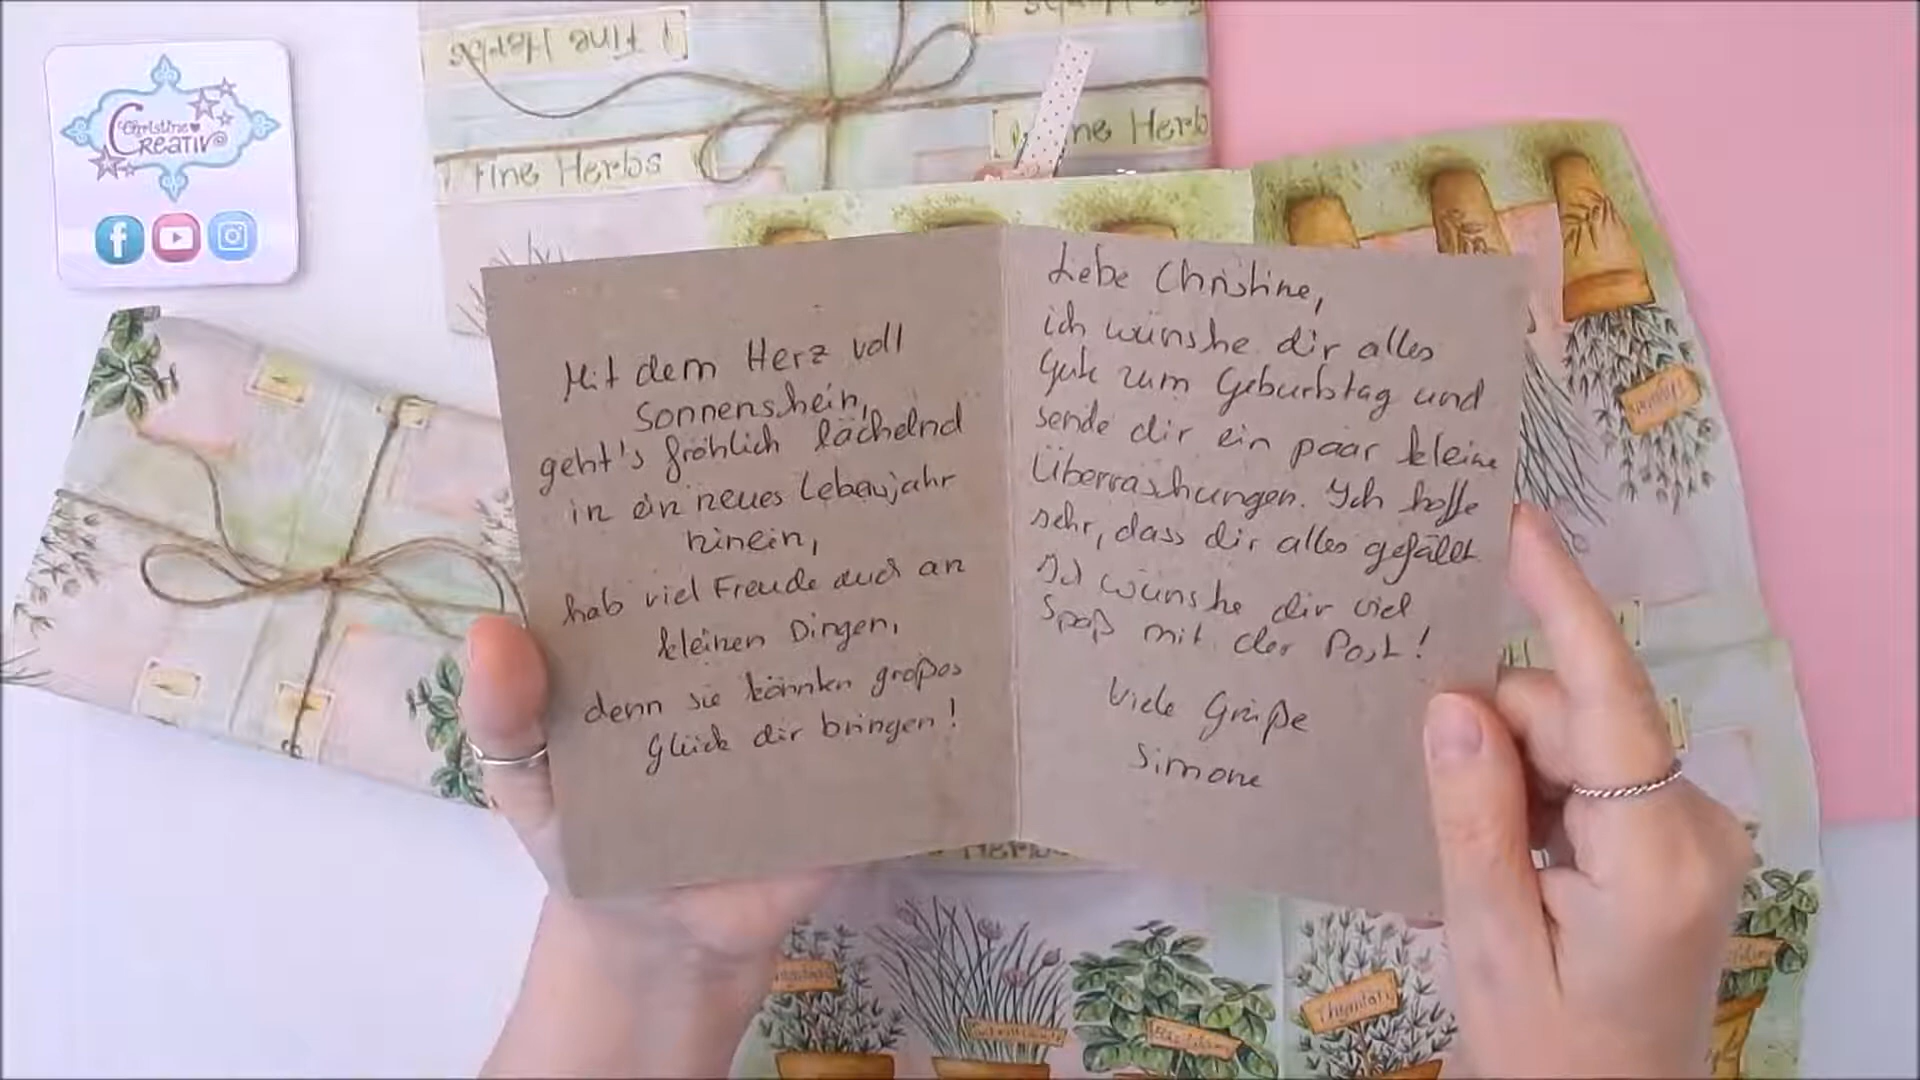 Christine
CREATIV
Fine Herbs
Fine Herbs
Fine Herbs
Mit dem Herz voll
Sonnenschein,
geht's fröhlich lächelnd
in ein neues Lebensjahr
hinein,
hab viel Freude auch an
kleinen Dingen,
denn sie könnten großes
Glück dir bringen!
Liebe Christine,
ich wünsche dir alles
Gute zum Geburtstag und
sende dir ein paar kleine
Überraschungen. Ich hoffe
sehr, dass dir alles gefällt.
Ich wünsche dir viel
Spaß mit der Post!
Viele Grüße
Simone